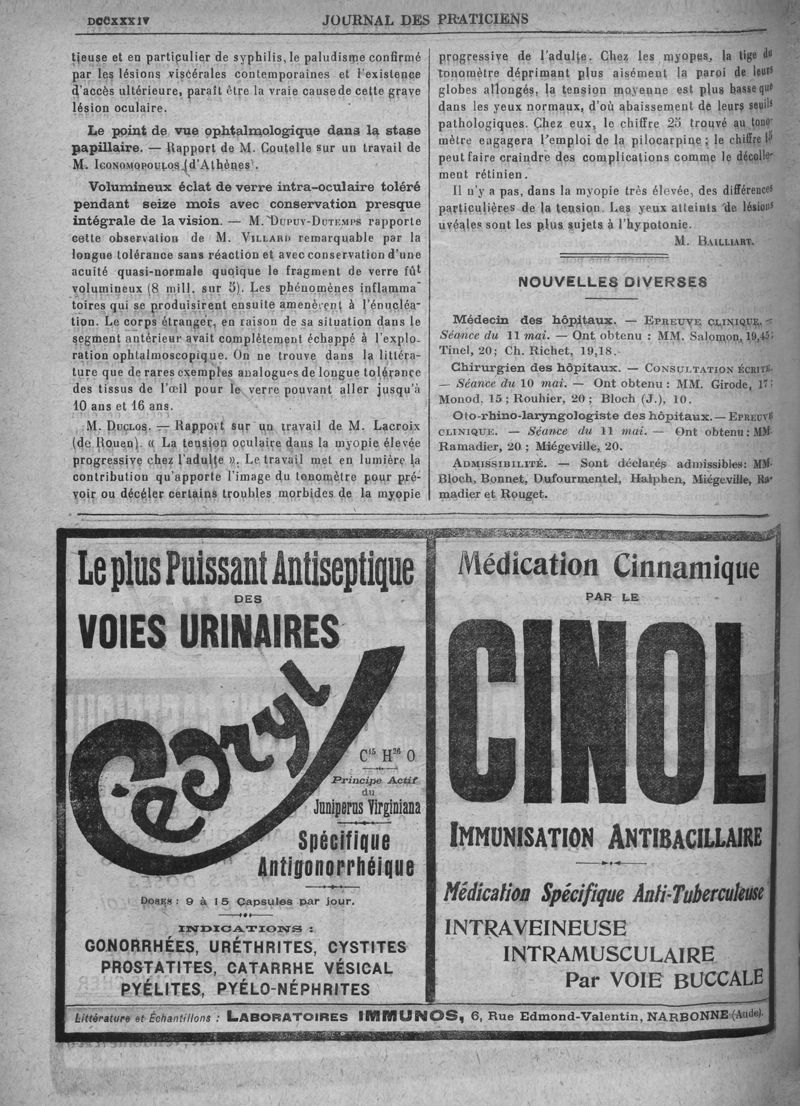 DCCXXXIV JOURNAL DES PRATICIENS
tieuse et en particulier de syphilis, le paludisme confirmé
par les lésions viscérales contemporaines et l'existence
d'accès ultérieure, paraît être la vraie cause de cette grave
lésion oculaire.
Le point de vue ophtalmologique dans la stase
papillaire. — Rapport de M. Coutelle sur un travail de
M. ICONOMOPOULOS (d'Athènes).
Volumineux éclat de verre intra-oculaire toléré
pendant seize mois avec conservation presque
intégrale de la vision. — M. DUPUY-DUTEMPS rapporte
cette observation de M. VILLARD remarquable par la
longue tolérance sans réaction et avec conservation d'une
acuité quasi-normale quoique le fragment de verre fût
volumineux (8 mill. sur 5). Les phénomènes inflamma-
toires qui se produisirent ensuite amenèrent à l'énucléa-
tion. Le corps étranger, en raison de sa situation dans le
segment antérieur avait complètement échappé à l'explo-
ration ophtalmoscopique. On ne trouve dans la littéra-
ture que de rares exemples analogues de longue tolérance
des tissus de l'œil pour le verre pouvant aller jusqu'à
10 ans et 16 ans.
M. DUCLOS. — Rapport sur un travail de M. Lacroix
(de Rouen). « La tension oculaire dans la myopie élevée
progressive chez l'adulte ». Le travail met en lumière la
contribution qu'apporte l'image du tonomètre pour pré-
voir ou décéler certains troubles morbides de la myopie
progressive de l'adulte. Chez les myopes, la tige du
tonomètre déprimant plus aisément la paroi de leurs
globes allongés, la tension moyenne est plus basse que
dans les yeux normaux, d'où abaissement de leurs seuils
pathologiques. Chez eux, le chiffre 25 trouvé au tono-
mètre engagera l'emploi de la pilocarpine ; le chiffre 15
peut faire craindre des complications comme le décolle-
ment rétinien.
Il n'y a pas, dans la myopie très élevée, des différences
particulières de la tension. Les yeux atteints de lésions
uvéales sont les plus sujets à l'hypotonie.
M. BAILLIART.
NOUVELLES DIVERSES
Médecin des hôpitaux. — EPREUVE CLINIQUE. —
Séance du 11 mai. — Ont obtenu : MM. Salomon, 19,45;
Tinel, 20; Ch. Richet, 19,18.
Chirurgien des hôpitaux. — CONSULTATION ÉCRITE.
— Séance du 10 mai. — Ont obtenu : MM. Girode, 17;
Monod, 15 ; Rouhier, 20 ; Bloch (J.), 10.
Oto-rhino-laryngologiste des hôpitaux. — EPREUVE
CLINIQUE. — Séance du 11 mai. — Ont obtenu : MM.
Ramadier, 20 ; Miégeville, 20.
ADMISSIBILITÉ. — Sont déclarés admissibles: MM.
Bloch, Bonnet, Dufourmentel, Halphen, Miégeville, Ra-
madier et Rouget.
Le plus Puissant Antiseptique
DES
VOIES URINAIRES
Cedryl
C15 H26 O
Principe Actif
du
Juniperus Virginiana
Spécifique
Antigonorrhéique
DOSES : 9 à 15 Capsules par jour.
INDICATIONS :
GONORRHÉES, URÉTHRITES, CYSTITES
PROSTATITES, CATARRHE VÉSICAL
PYÉLITES, PYÉLO-NÉPHRITES
Médication Cinnamique
PAR LE
CINOL
IMMUNISATION ANTIBACILLAIRE
Médication Spécifique Anti-Tuberculeuse
INTRAVEINEUSE
INTRAMUSCULAIRE
Par VOIE BUCCALE
Littérature et Échantillons : LABORATOIRES IMMUNOS, 6, Rue Edmond-Valentin, NARBONNE (Aude).